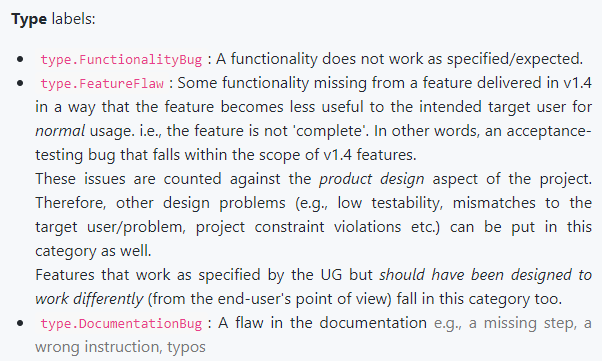 Type labels:
• type.FunctionalityBug : A functionality does not work as specified/expected.
• type.FeatureFlaw : Some functionality missing from a feature delivered in v1.4
in a way that the feature becomes less useful to the intended target user for
normal usage. i.e., the feature is not 'complete'. In other words, an acceptance-
testing bug that falls within the scope of v1.4 features.
These issues are counted against the product design aspect of the project.
Therefore, other design problems (e.g., low testability, mismatches to the
target user/problem, project constraint violations etc.) can be put in this
category as well.
Features that work as specified by the UG but should have been designed to
work differently (from the end-user's point of view) fall in this category too.
• type.DocumentationBug : A flaw in the documentation e.g., a missing step, a
wrong instruction, typos